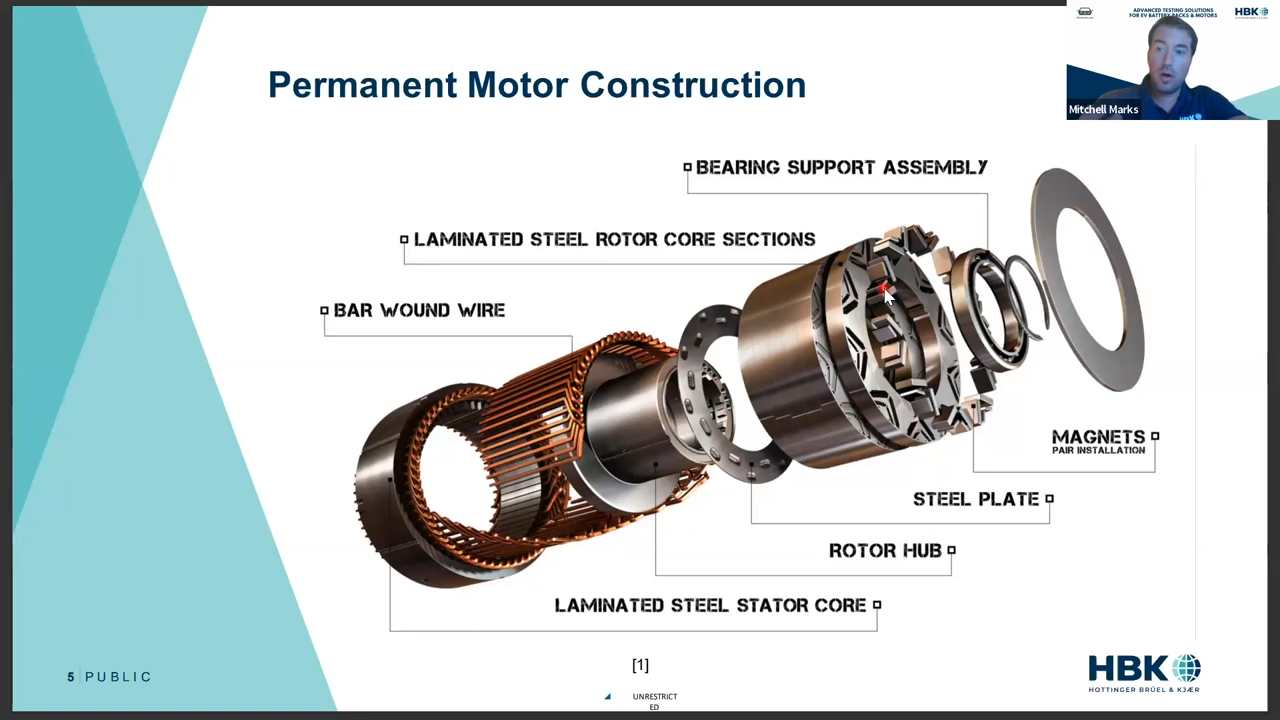 ADVANCED TESTING SOLUTIONS
FOR EV BATTERY PACKS & MOTORS
HBK
Mitchell Marks
HBK
Permanent Motor Construction
BEARING SUPPORT ASSEMBLY
LAMINATED STEEL ROTOR CORE SECTIONS
BAR WOUND WIRE
MAGNETS
PAIR INSTALLATION
STEEL PLATE
ROTOR HUB
LAMINATED STEEL STATOR CORE
[1]
5 PUBLIC
UNRESTRICT
ED
HBK
HOTTINGER BRÜEL & KJÆR